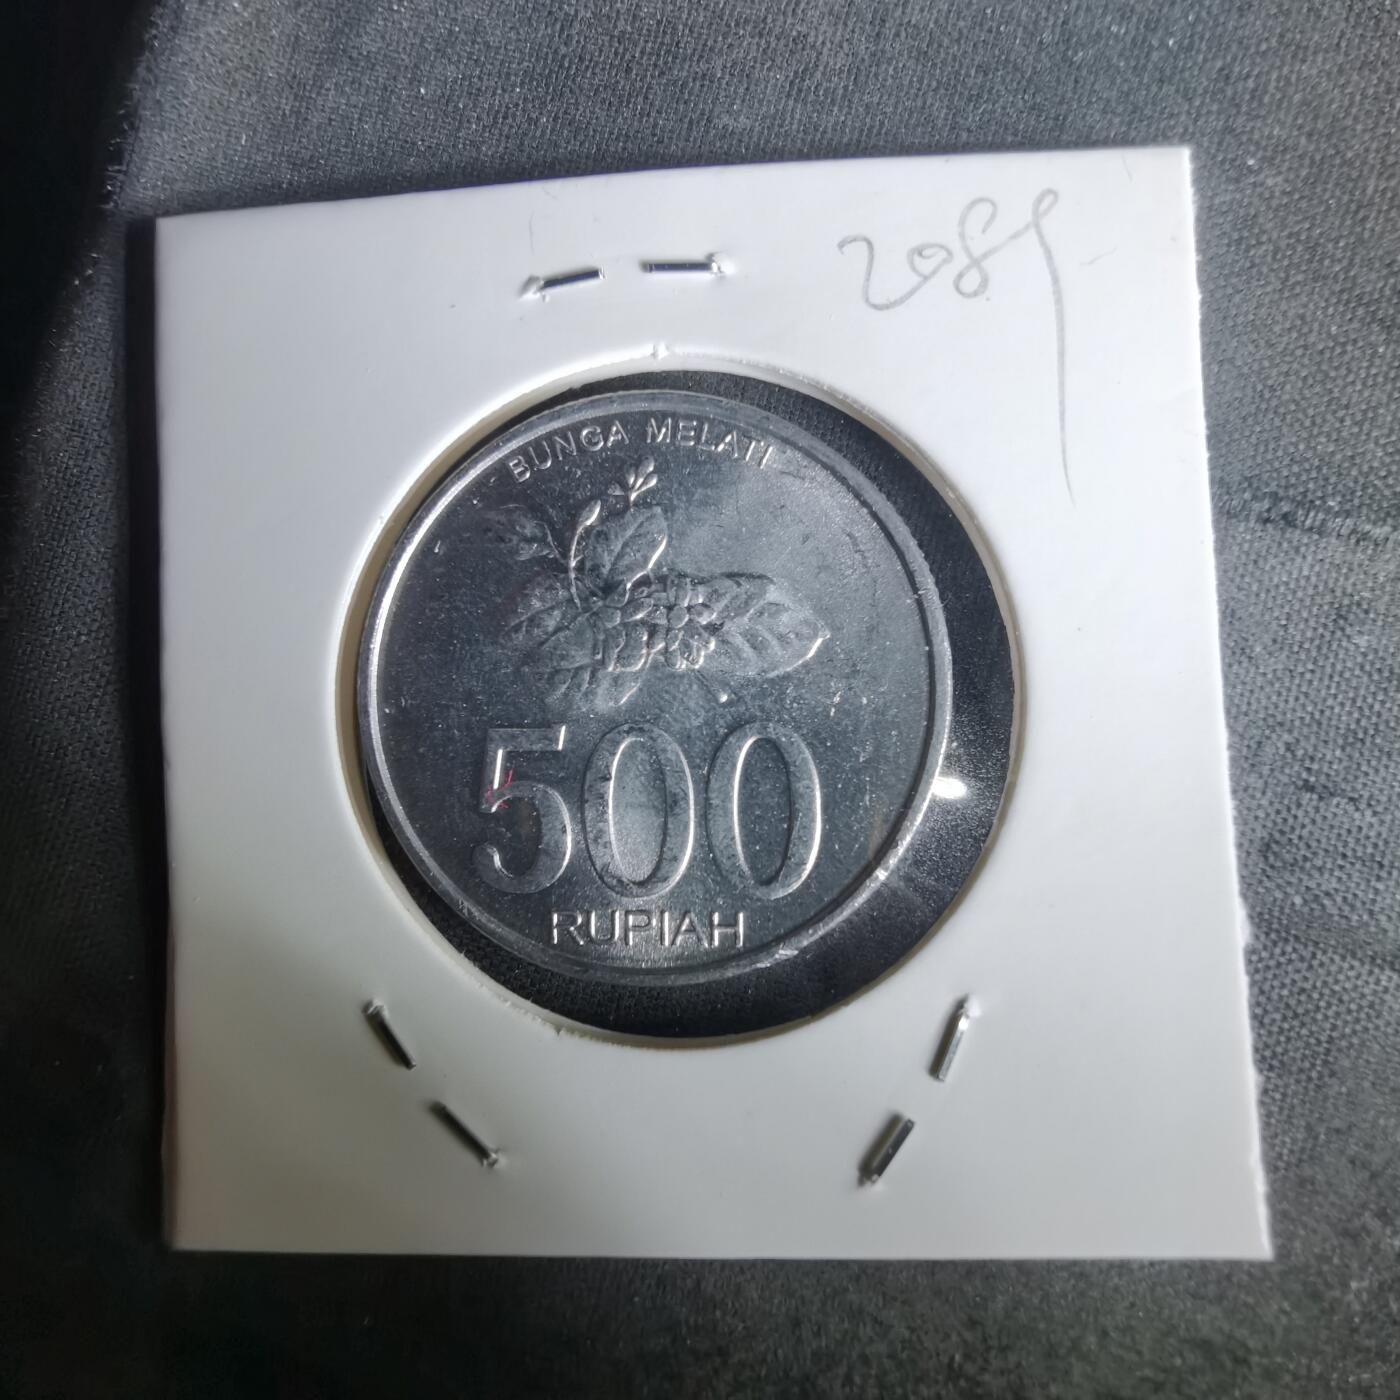 2089
BUNGA MELATI
500
RUPIAH